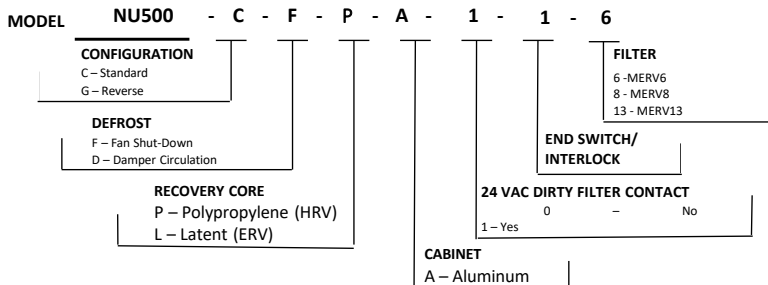 MODEL NU500 - C - F - P - A - 1 - 1 - 6
CONFIGURATION
C – Standard
G – Reverse
FILTER
6 -MERV6
8 - MERV8
13 - MERV13
DEFROST
F – Fan Shut-Down
D – Damper Circulation
END SWITCH/
INTERLOCK
RECOVERY CORE
P – Polypropylene (HRV)
L – Latent (ERV)
24 VAC DIRTY FILTER CONTACT
0 – No
1 – Yes
CABINET
A – Aluminum